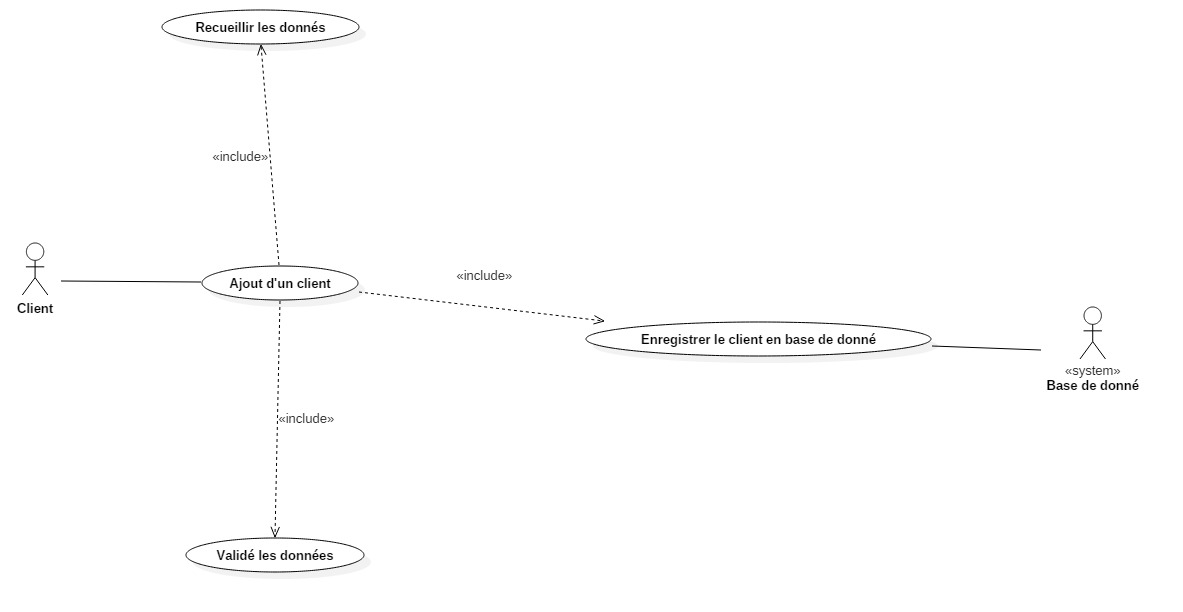 Recueillir les donnés
«include»
Ajout d'un client
«include»
Client
Enregistrer le client en base de donné
«system»
Base de donné
«include»
Validé les données